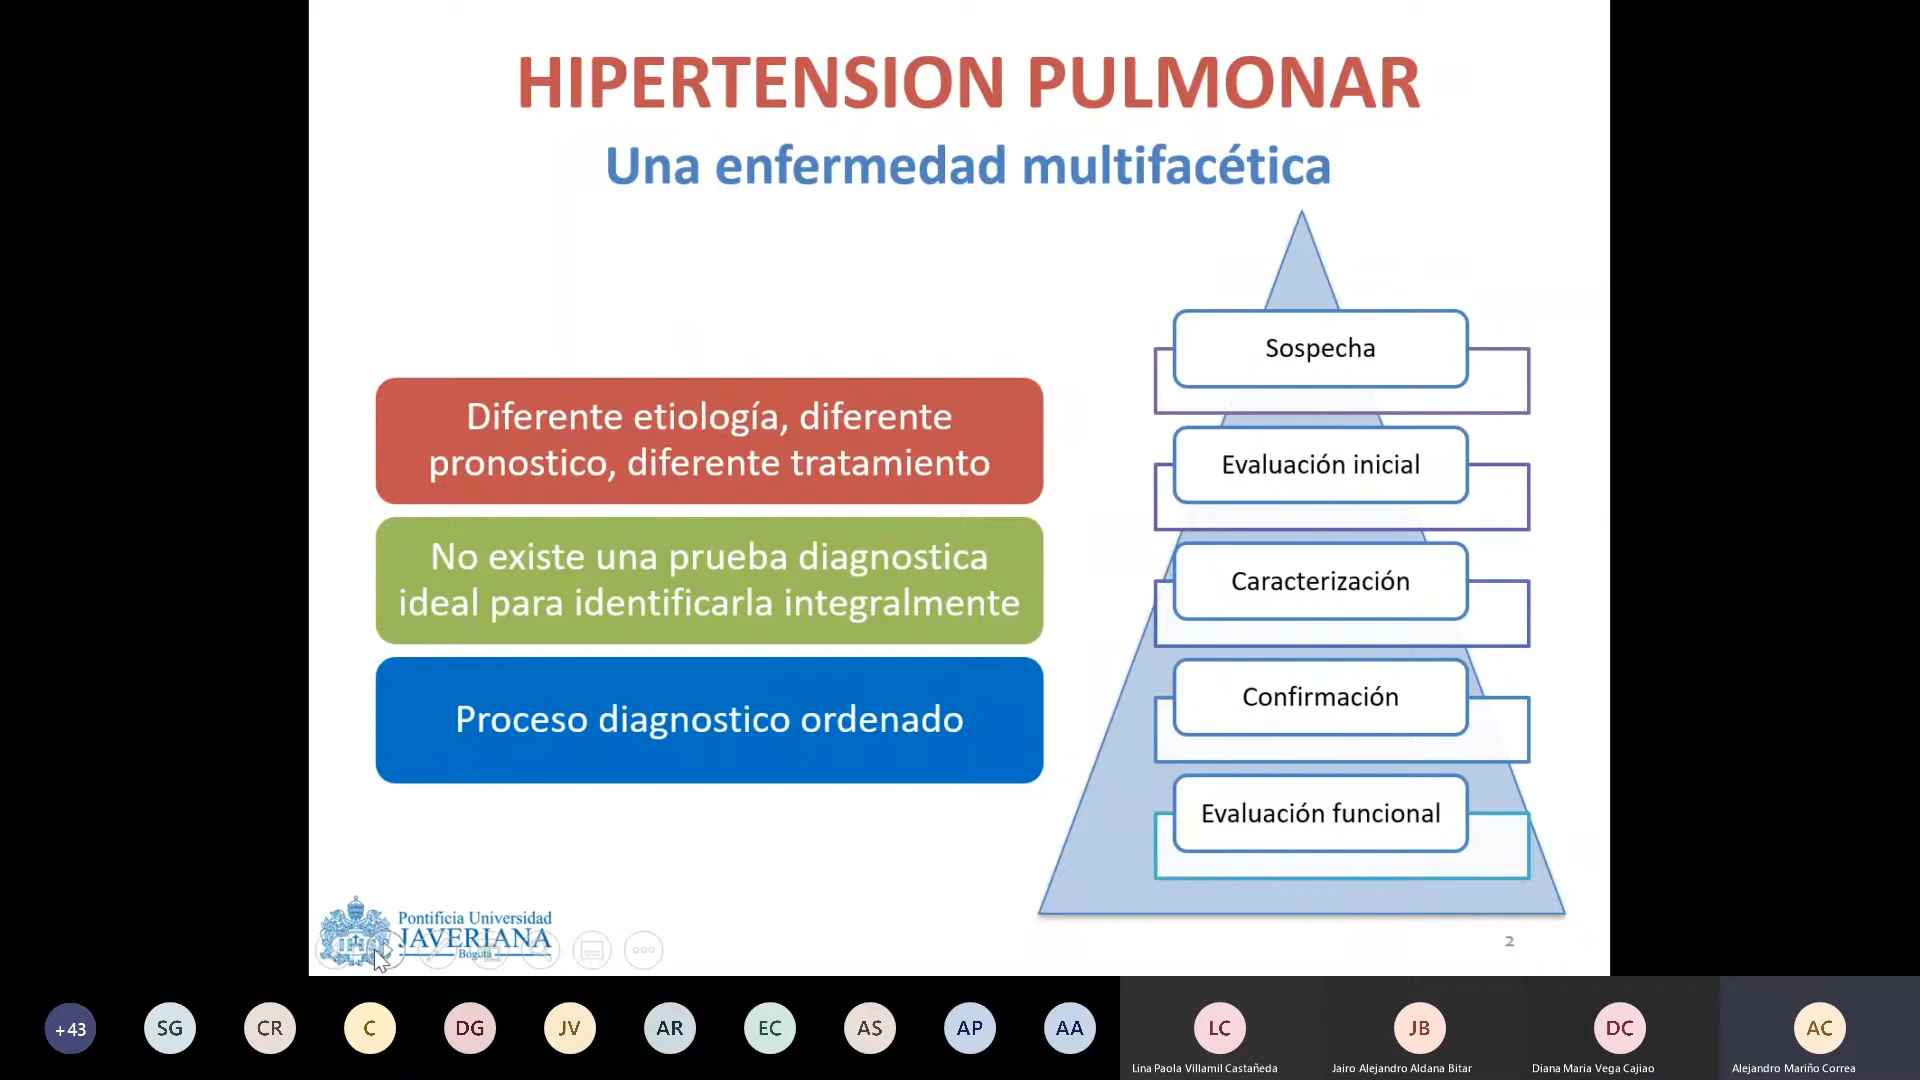 HIPERTENSION PULMONAR
Una enfermedad multifacética
Diferente etiología, diferente
pronostico, diferente tratamiento
No existe una prueba diagnostica
ideal para identificarla integralmente
Proceso diagnostico ordenado
Sospecha
Evaluación inicial
Caracterización
Confirmación
Evaluación funcional
Pontificia Universidad
JAVERIANA
Bogotá
2
+43
SG
CR
C
DG
JV
AR
EC
AS
AP
AA
LC
JB
DC
AC
Lina Paola Villamil Castañeda
Jairo Alejandro Aldana Bitar
Diana Maria Vega Cajiao
Alejandro Mariño Correa